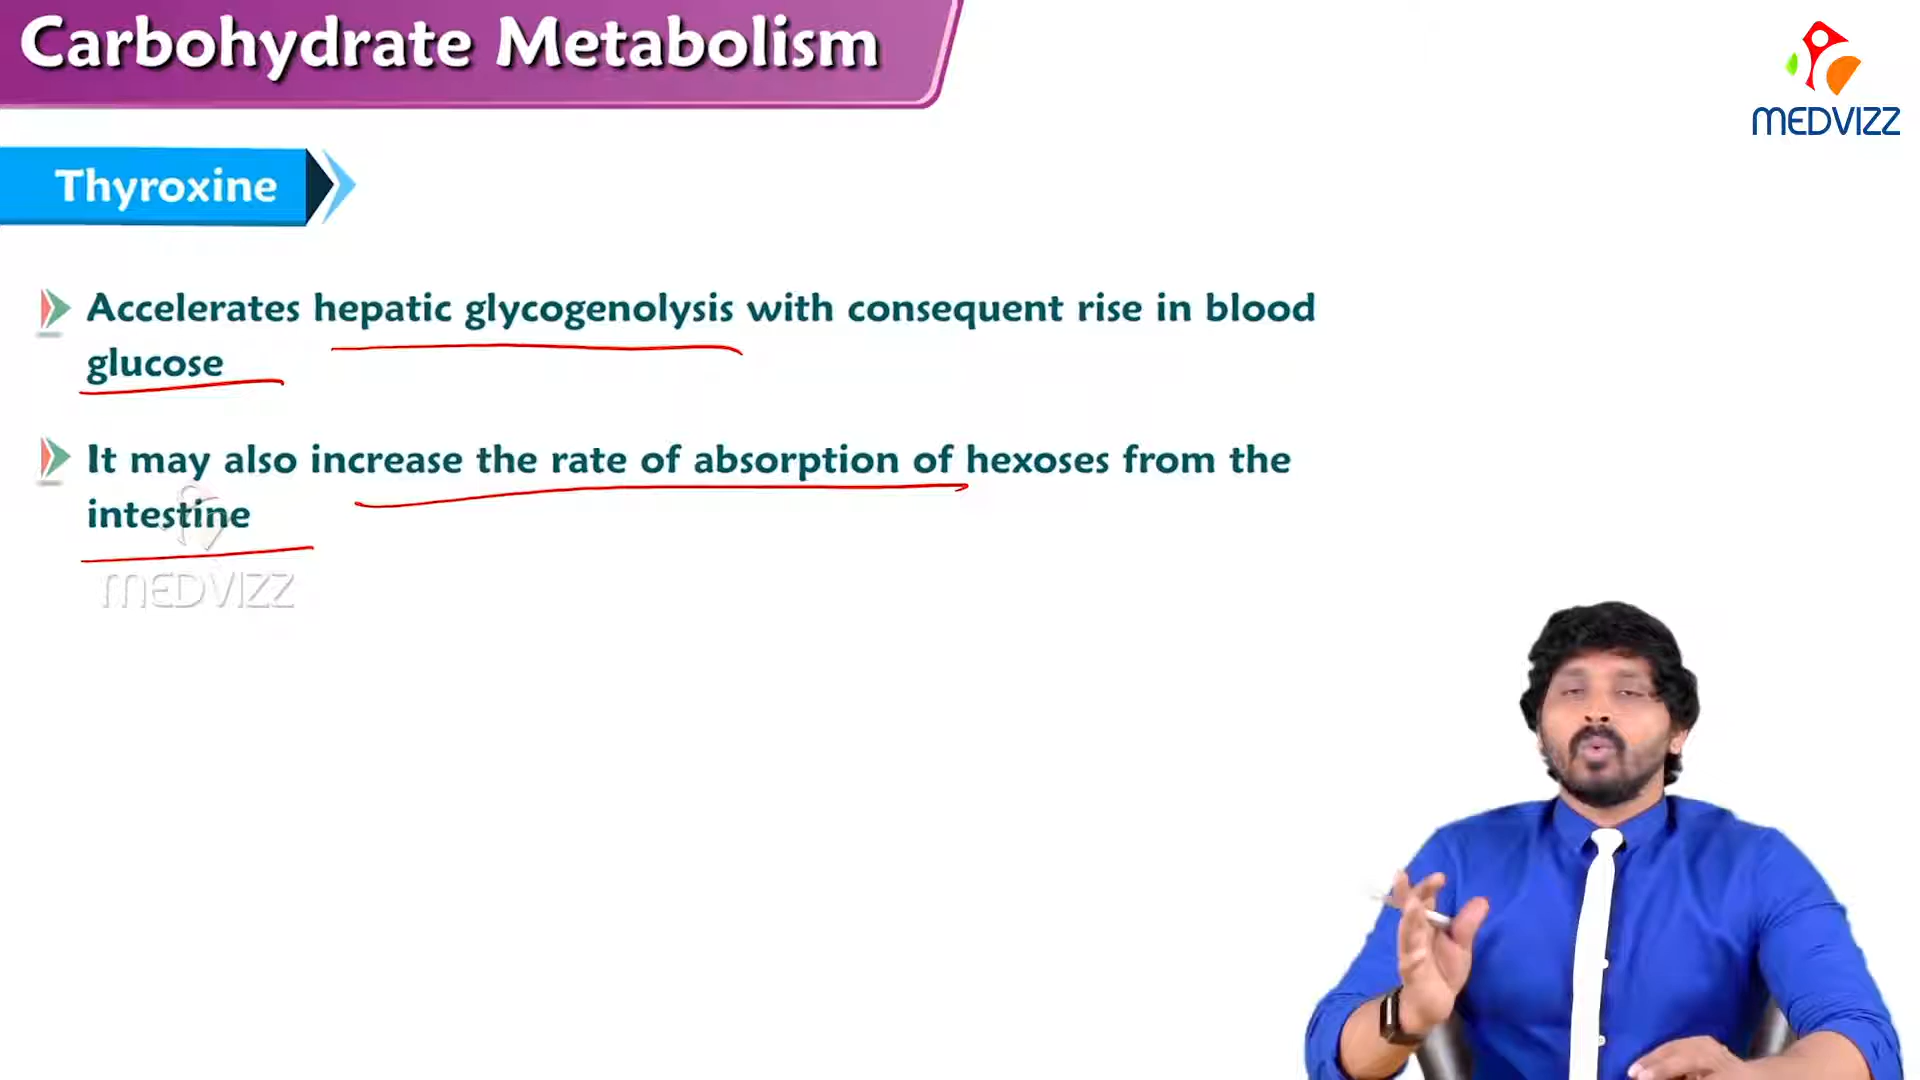 Carbohydrate Metabolism
MEDVIZZ
Thyroxine
Accelerates hepatic glycogenolysis with consequent rise in blood
glucose
It may also increase the rate of absorption of hexoses from the
intestine
MEDVIZZ